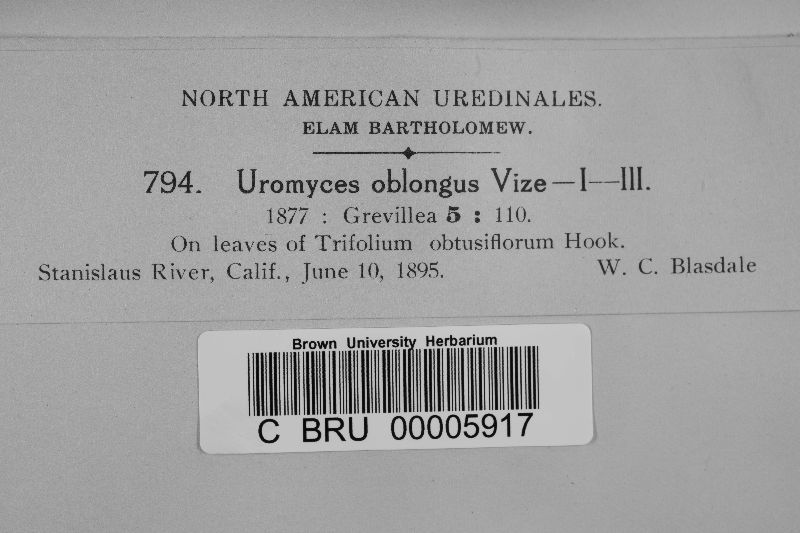 NORTH AMERICAN UREDINALES.
ELAM BARTHOLOMEW.
794. Uromyces oblongus Vize—I—III.
1877 : Grevillea 5 : 110.
On leaves of Trifolium obtusiflorum Hook.
Stanislaus River, Calif., June 10, 1895. W. C. Blasdale
Brown University Herbarium
C BRU 00005917